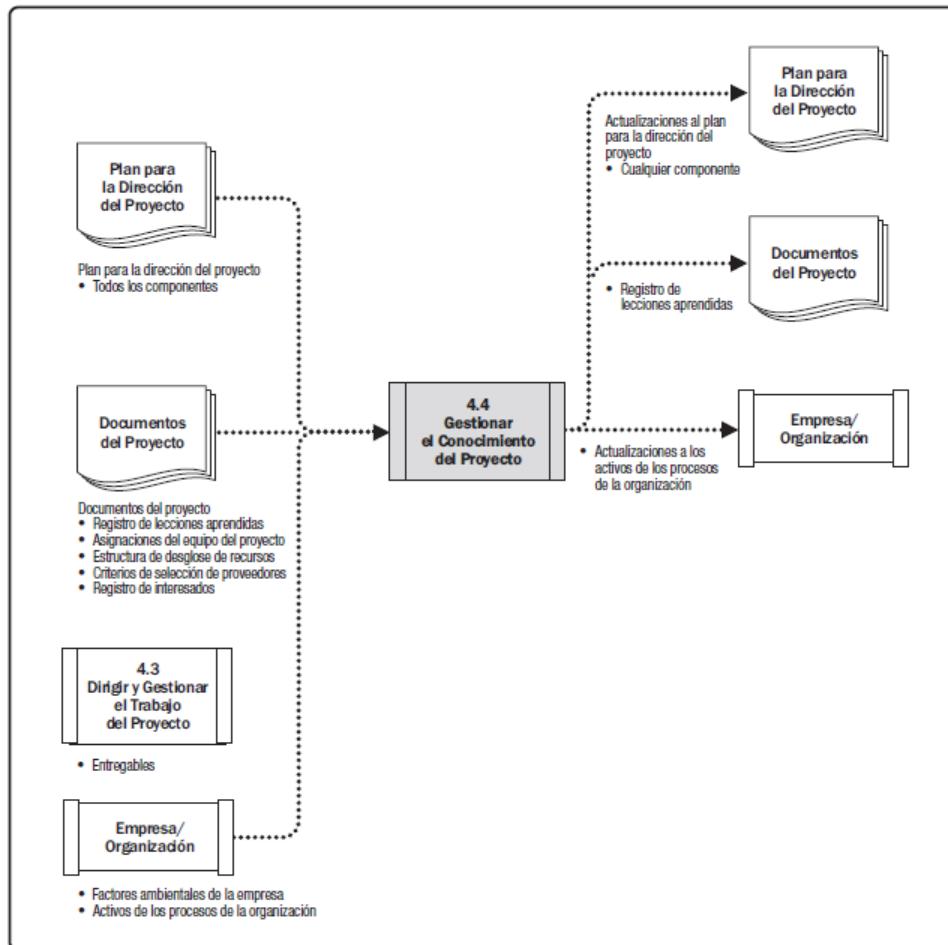 Plan para
la Dirección
del Proyecto
Plan para la dirección del proyecto
• Todos los componentes
Documentos
del Proyecto
Documentos del proyecto
• Registro de lecciones aprendidas
• Asignaciones del equipo del proyecto
• Estructura de desglose de recursos
• Criterios de selección de proveedores
• Registro de interesados
4.3
Dirigir y Gestionar
el Trabajo
del Proyecto
• Entregables
Empresa/
Organización
• Factores ambientales de la empresa
• Activos de los procesos de la organización
4.4
Gestionar
el Conocimiento
del Proyecto
Plan para
la Dirección
del Proyecto
Actualizaciones al plan
para la dirección del
proyecto
• Cualquier componente
Documentos
del Proyecto
• Registro de
lecciones aprendidas
Empresa/
Organización
• Actualizaciones a los
activos de los procesos
de la organización